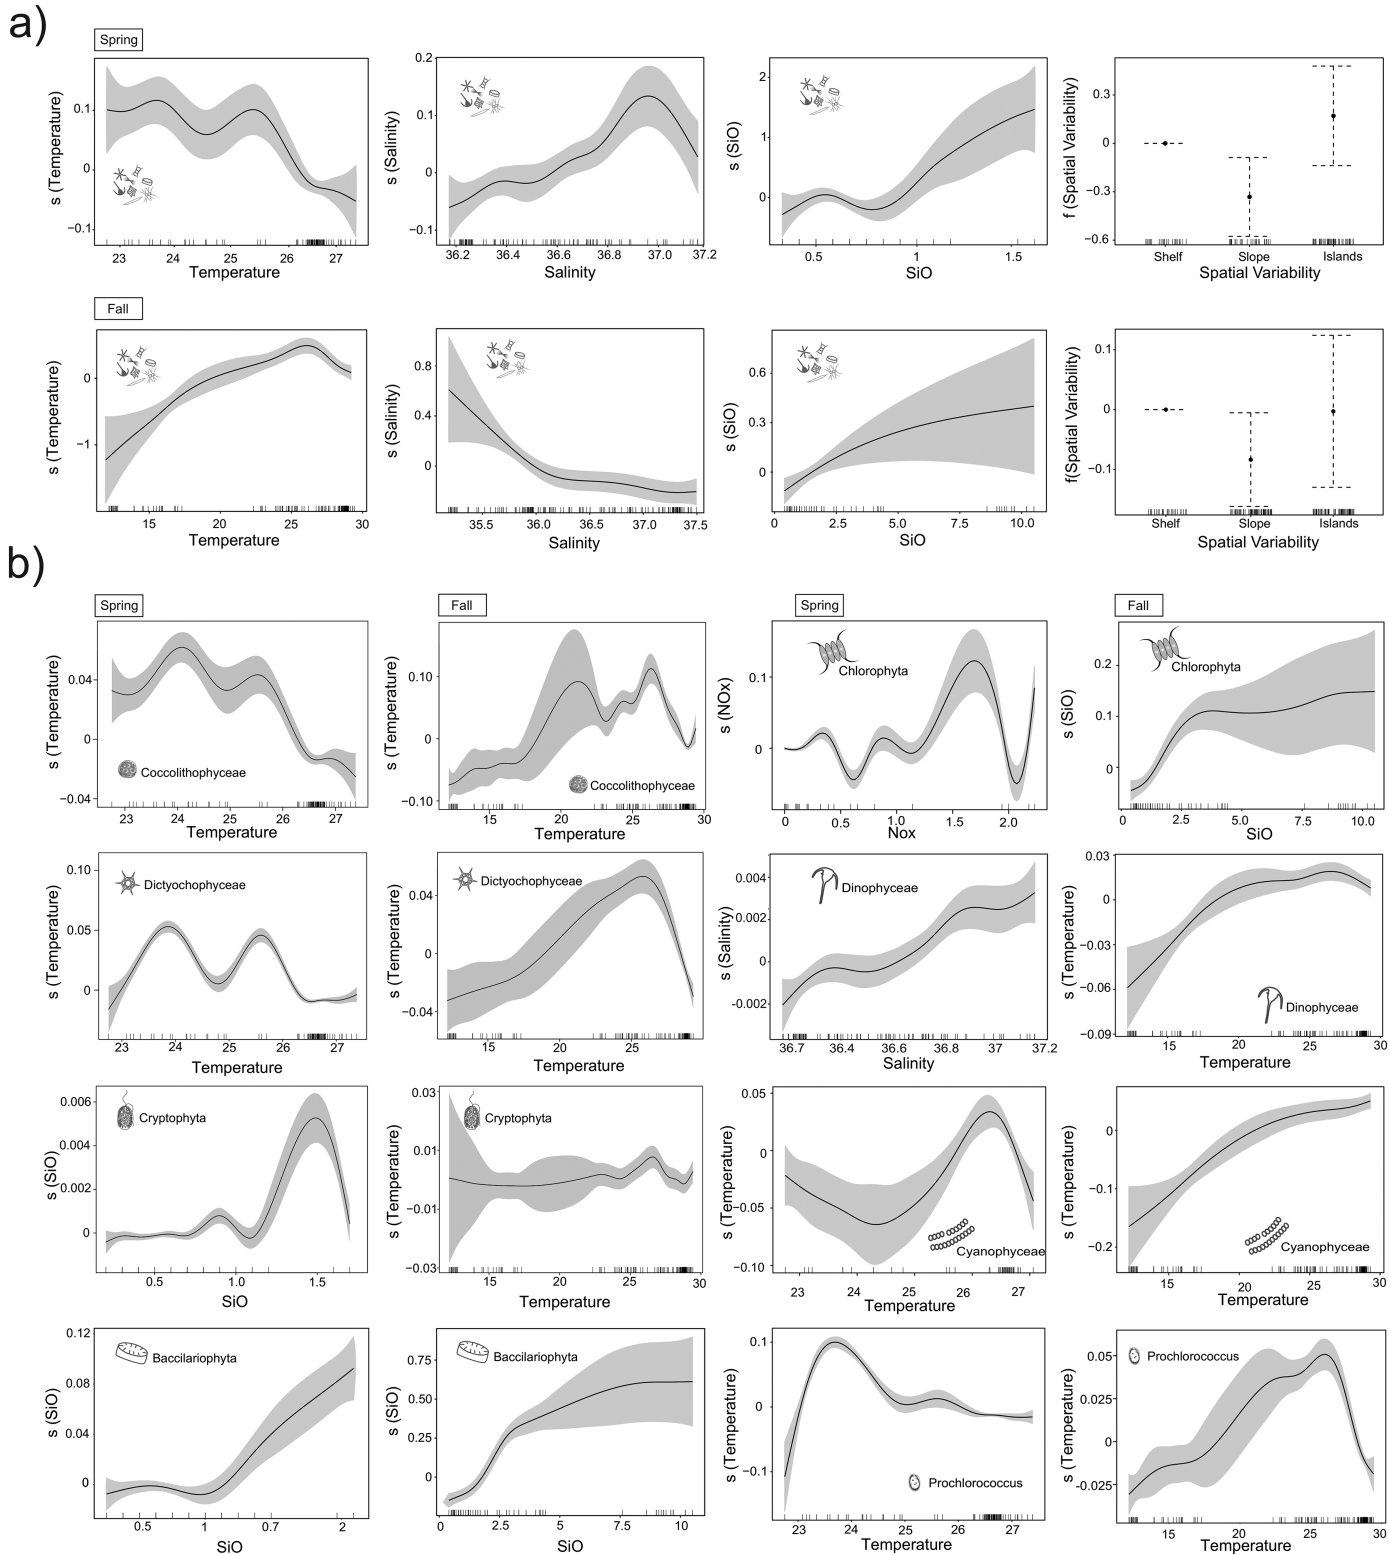 a)
Spring
s (Temperature)
0.1
0
−0.1
23 24 25 26 27
Temperature
s (Salinity)
0.2
0.1
0
−0.1
36.2 36.4 36.6 36.8 37.0 37.2
Salinity
s (SiO)
2
1
0
0.5 1 1.5
SiO
f (Spatial Variability)
0.3
0
−0.3
−0.6
Shelf Slope Islands
Spatial Variability
Fall
s (Temperature)
0
−1
15 20 25 30
Temperature
s (Salinity)
0.8
0.4
0
35.5 36.0 36.5 37.0 37.5
Salinity
s (SiO)
0.6
0.3
0
0 2.5 5.0 7.5 10.0
SiO
f(Spatial Variability)
0.1
0
−0.1
Shelf Slope Islands
Spatial Variability
b)
Spring
s (Temperature)
0.04
0
−0.04
Coccolithophyceae
23 24 25 26 27
Temperature
Fall
s (Temperature)
0.10
0
−0.10
Coccolithophyceae
15 20 25 30
Temperature
Spring
s (NOx)
0.1
0
Chlorophyta
0 0.5 1.0 1.5 2.0
Nox
Fall
s (SiO)
0.2
0.1
0
Chlorophyta
0 2.5 5.0 7.5 10.0
SiO
s (Temperature)
0.10
0.05
0
Dictyochophyceae
23 24 25 26 27
Temperature
s (Temperature)
0.04
0
−0.04
Dictyochophyceae
15 20 25
Temperature
s (Salinity)
0.004
0.002
0
-0.002
Dinophyceae
36.7 36.4 36.6 36.8 37 37.2
Salinity
s (Temperature)
0.03
0
−0.03
−0.06
−0.09
Dinophyceae
15 20 25 30
Temperature
s (SiO)
0.006
0.004
0.002
0
Cryptophyta
0.5 1.0 1.5
SiO
s (Temperature)
0.03
0.01
−0.01
−0.03
Cryptophyta
15 20 25 30
Temperature
s (Temperature)
0.05
0
−0.05
−0.10
Cyanophyceae
23 24 25 26 27
Temperature
s (Temperature)
0
−0.1
−0.2
Cyanophyceae
15 20 25 30
Temperature
s (SiO)
0.12
0.08
0.04
0
Baccilariophyta
0.5 1 0.7 2
SiO
s (SiO)
0.75
0.50
0.25
0
Baccilariophyta
0 2.5 5 7.5 10
SiO
s (Temperature)
0.1
0
−0.1
Prochlorococcus
23 24 25 26 27
Temperature
s (Temperature)
0.05
0.025
0
-0.025
Prochlorococcus
15 20 25 30
Temperature